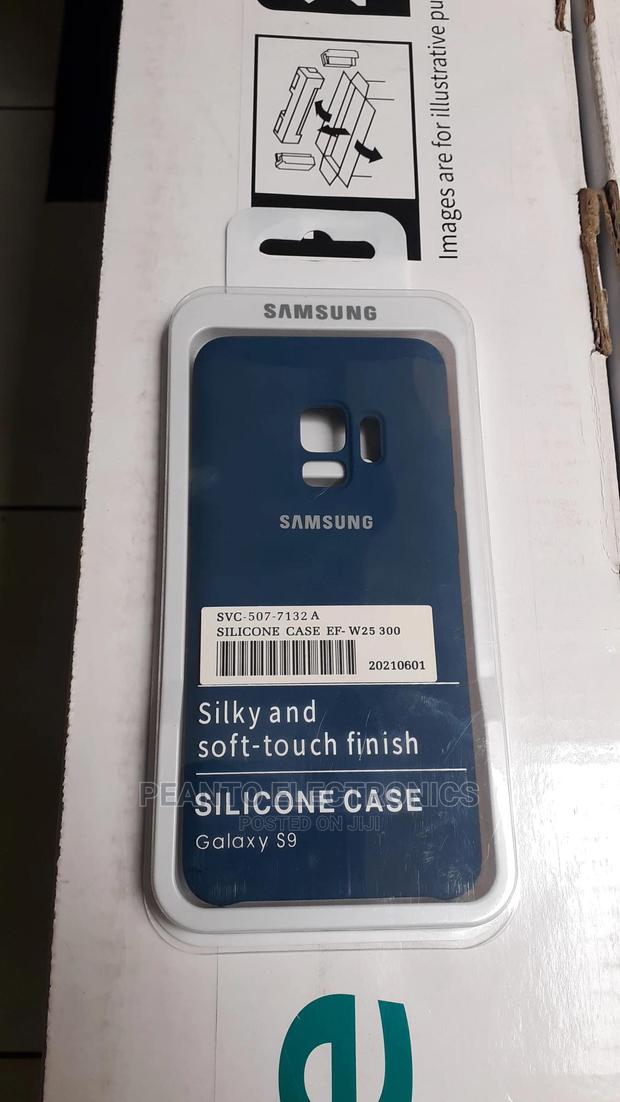 Images are for illustrative pu
SAMSUNG
SAMSUNG
SVC-507-7132 A
SILICONE CASE EF-W25 300
20210601
Silky and
soft-touch finish
PEANTO ELECTRONICS
SILICONE CASE
POSTED ON JIJI
Galaxy S9
e